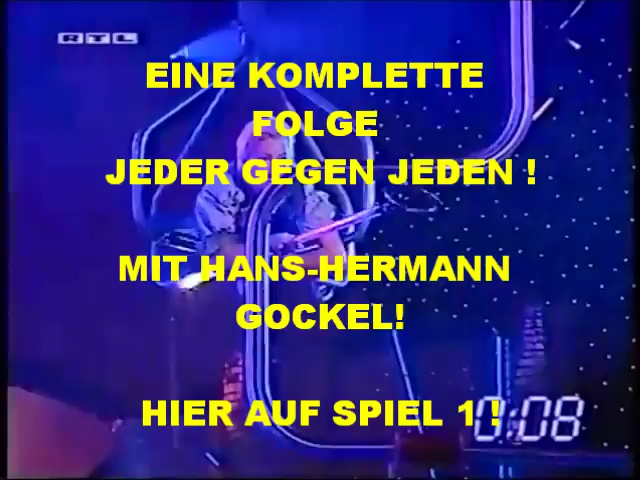 RTL
EINE KOMPLETTE
FOLGE
JEDER GEGEN JEDEN !
MIT HANS-HERMANN
GOCKEL!
HIER AUF SPIEL 1 !
0:08